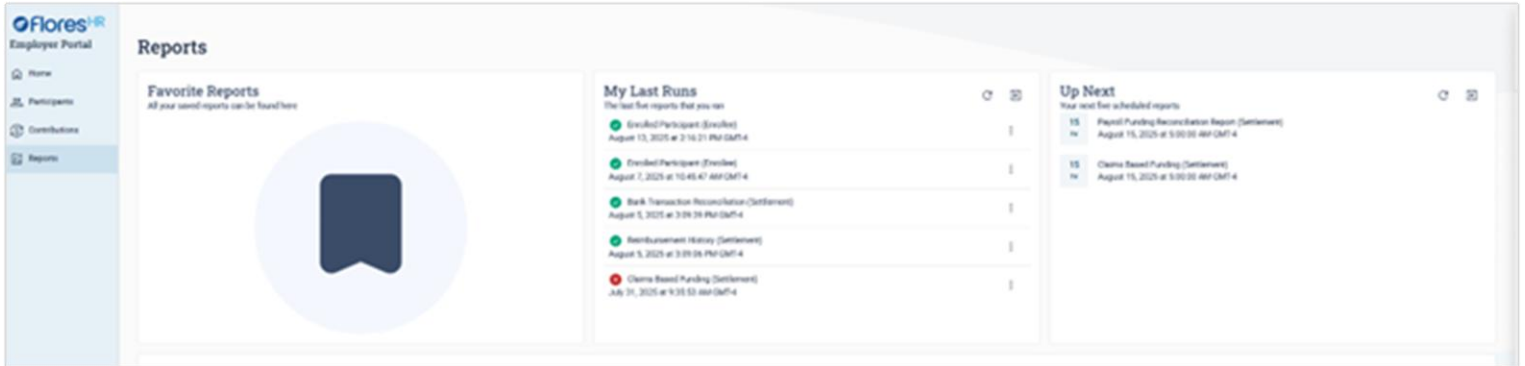 FloresHR
Employer Portal
Home
Participants
Contributions
Reports
Reports
Favorite Reports
All your saved reports can be found here
My Last Runs
The last five reports that you ran
Enrolled Participant (Enrollee)
August 13, 2025 at 2:16:21 PM GMT-4
Enrolled Participant (Enrollee)
August 7, 2025 at 10:45:47 AM GMT-4
Bank Transaction Reconciliation (Settlement)
August 5, 2025 at 3:09:39 PM GMT-4
Reimbursement History (Settlement)
August 5, 2025 at 3:09:06 PM GMT-4
Claims Based Funding (Settlement)
July 31, 2025 at 9:35:53 AM GMT-4
Up Next
Your next five scheduled reports
15
Payroll Funding Reconciliation Report (Settlement)
August 15, 2025 at 5:00:00 AM GMT-4
15
Claims Based Funding (Settlement)
August 15, 2025 at 5:00:00 AM GMT-4